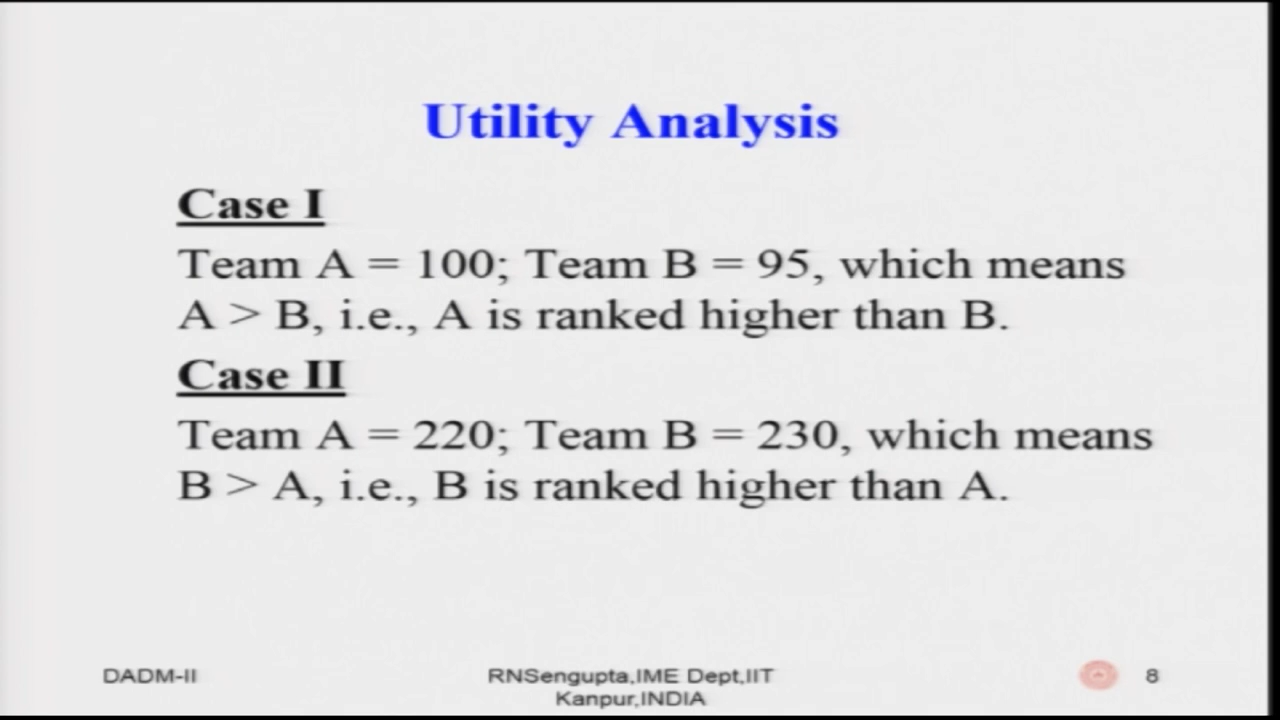 Utility Analysis
Case I
Team A = 100; Team B = 95, which means
A > B, i.e., A is ranked higher than B.
Case II
Team A = 220; Team B = 230, which means
B > A, i.e., B is ranked higher than A.
DADM-II
RNSengupta,IME Dept,IIT
Kanpur,INDIA
8